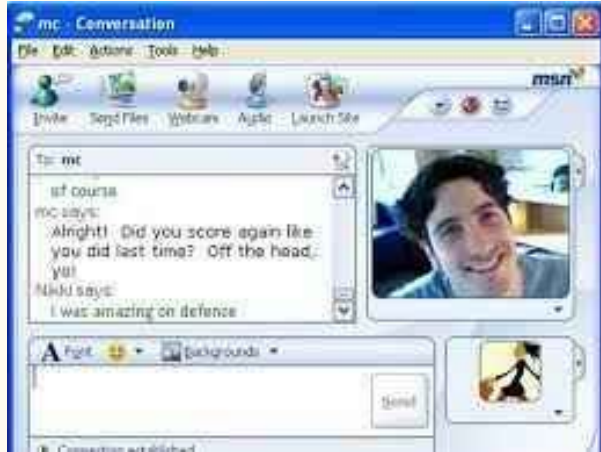 mc - Conversation
File Edit Actions Tools Help
msn
Invite Send Files Webcam Audio Launch Site
To: mc
of course
mc says:
Alright! Did you score again like
you did last time? Off the head,
yo!
Nikki says:
I was amazing on defence
A Font Backgrounds
Send
Connection established